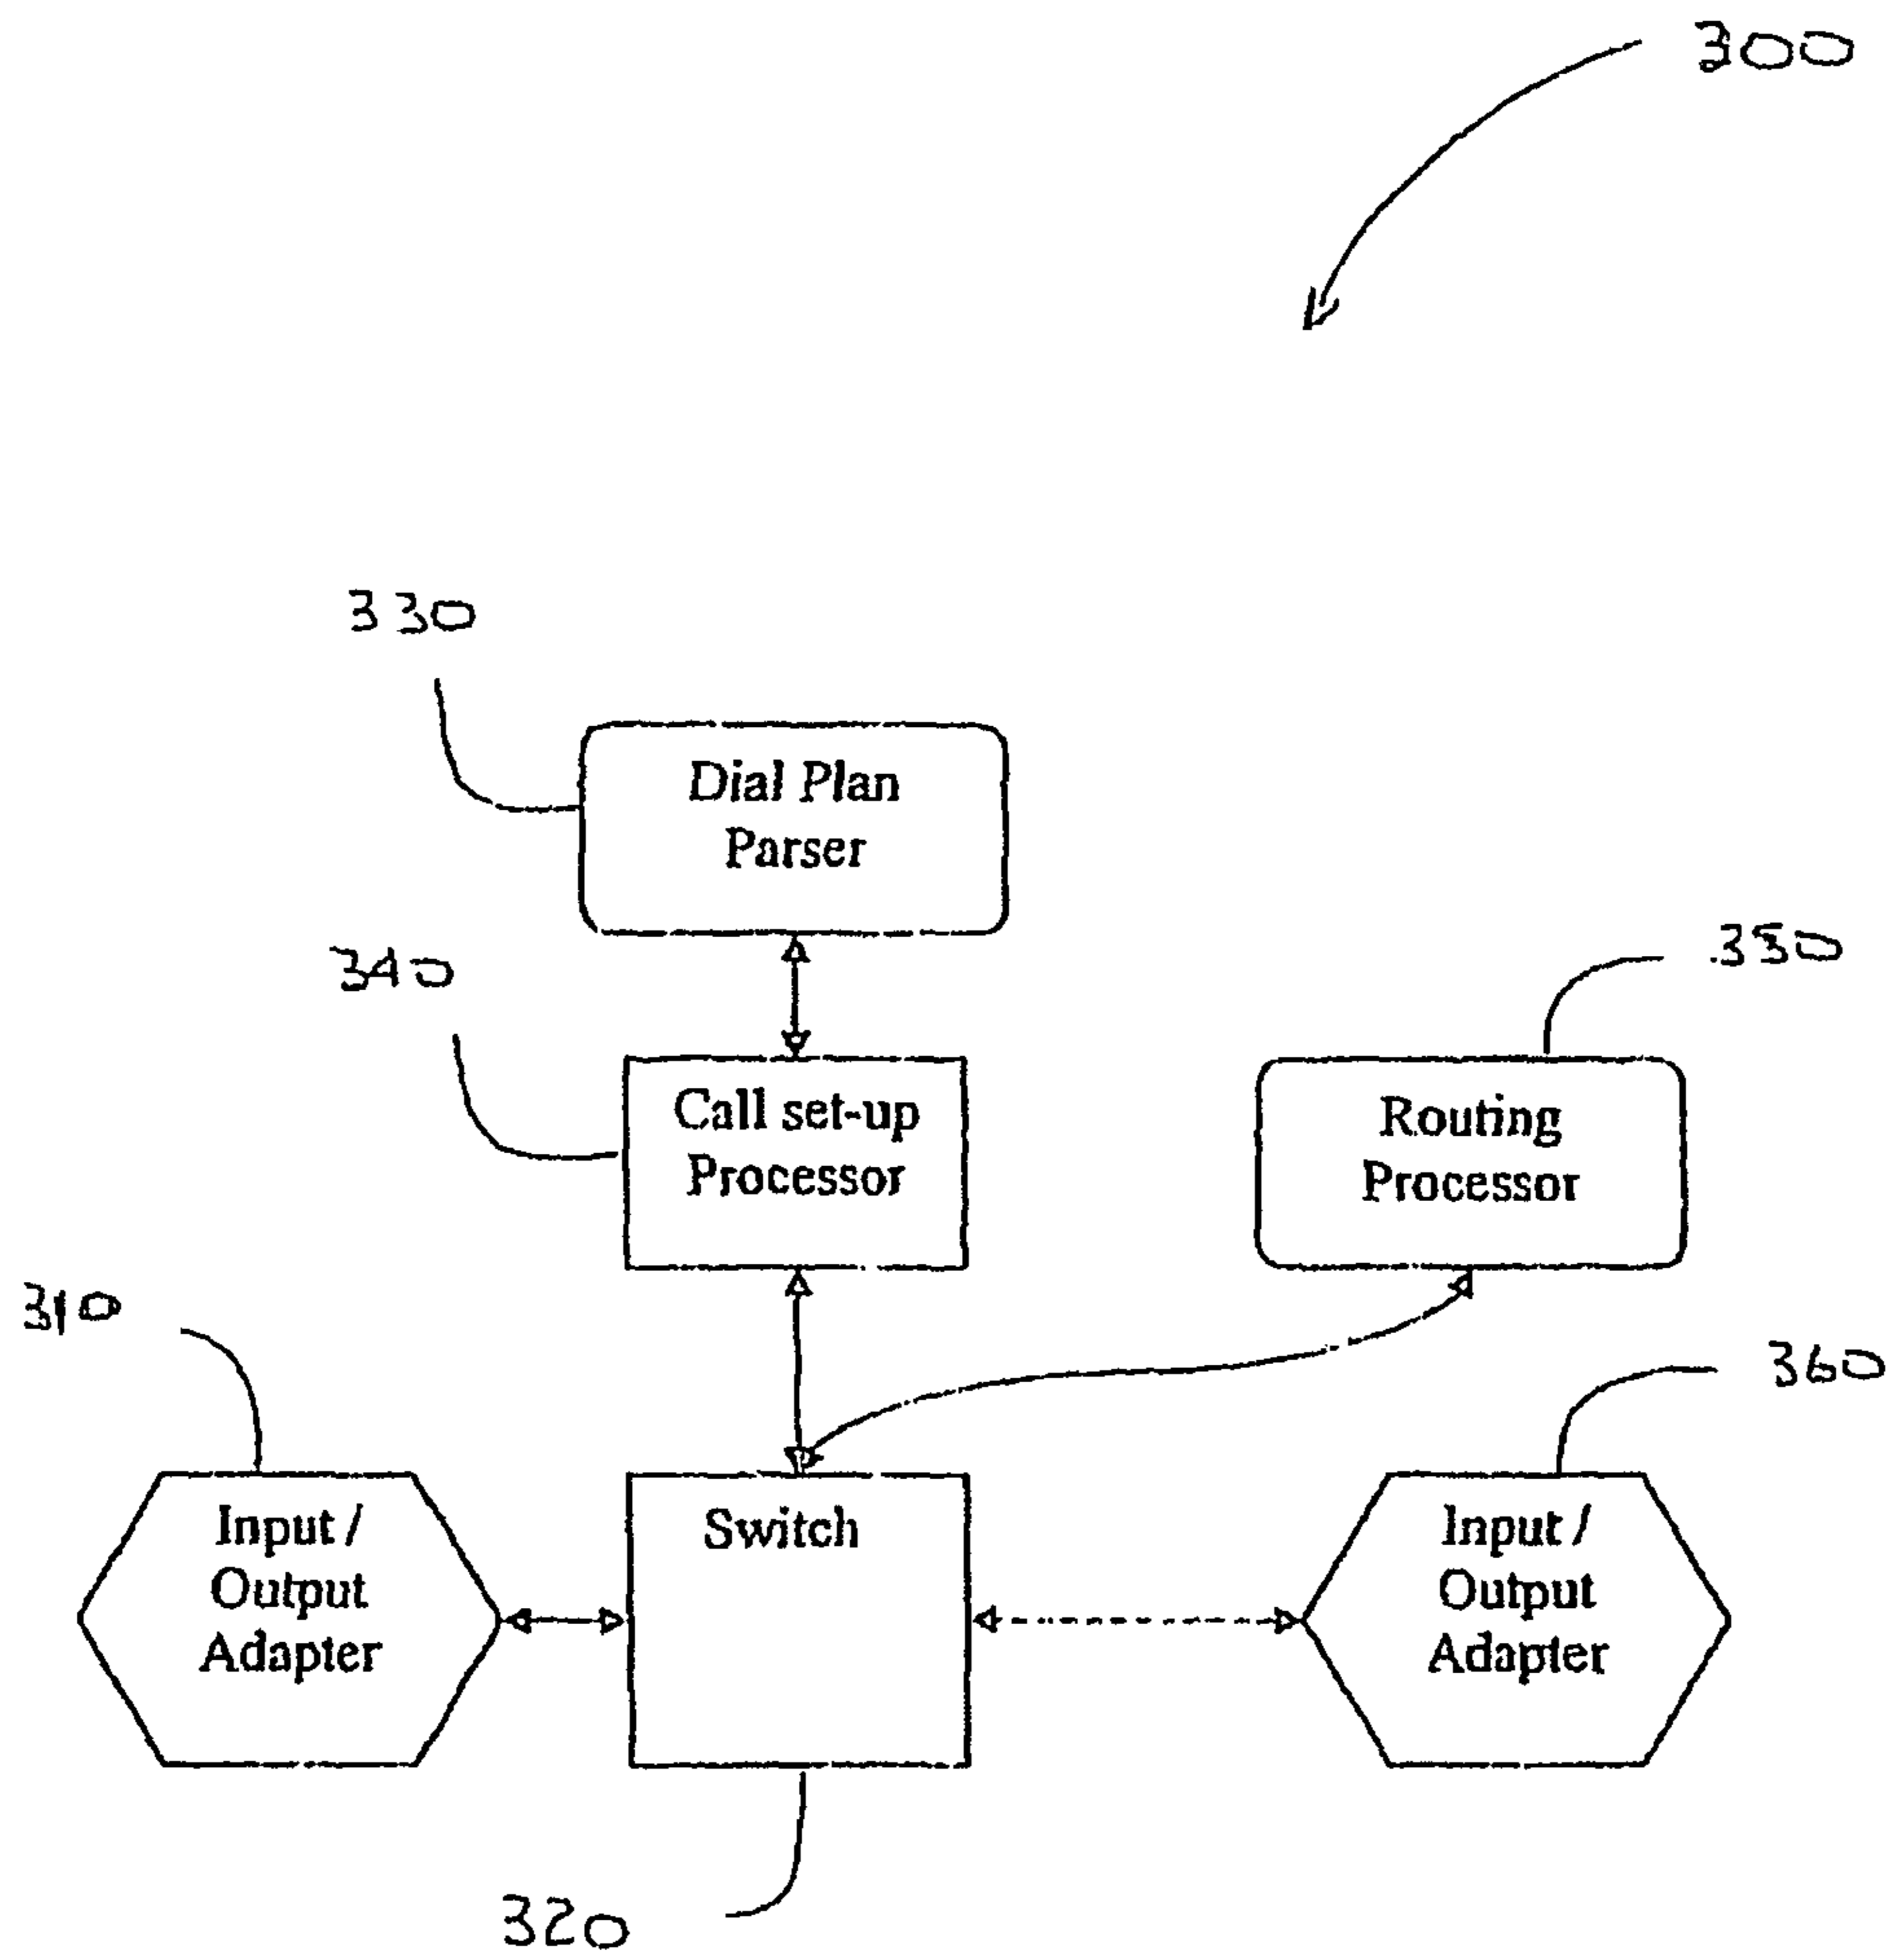 300
330
Dial Plan
Parser
340
350
Call set-up
Processor
Routing
Processor
310
360
Input /
Output
Adapter
Switch
Input /
Output
Adapter
320